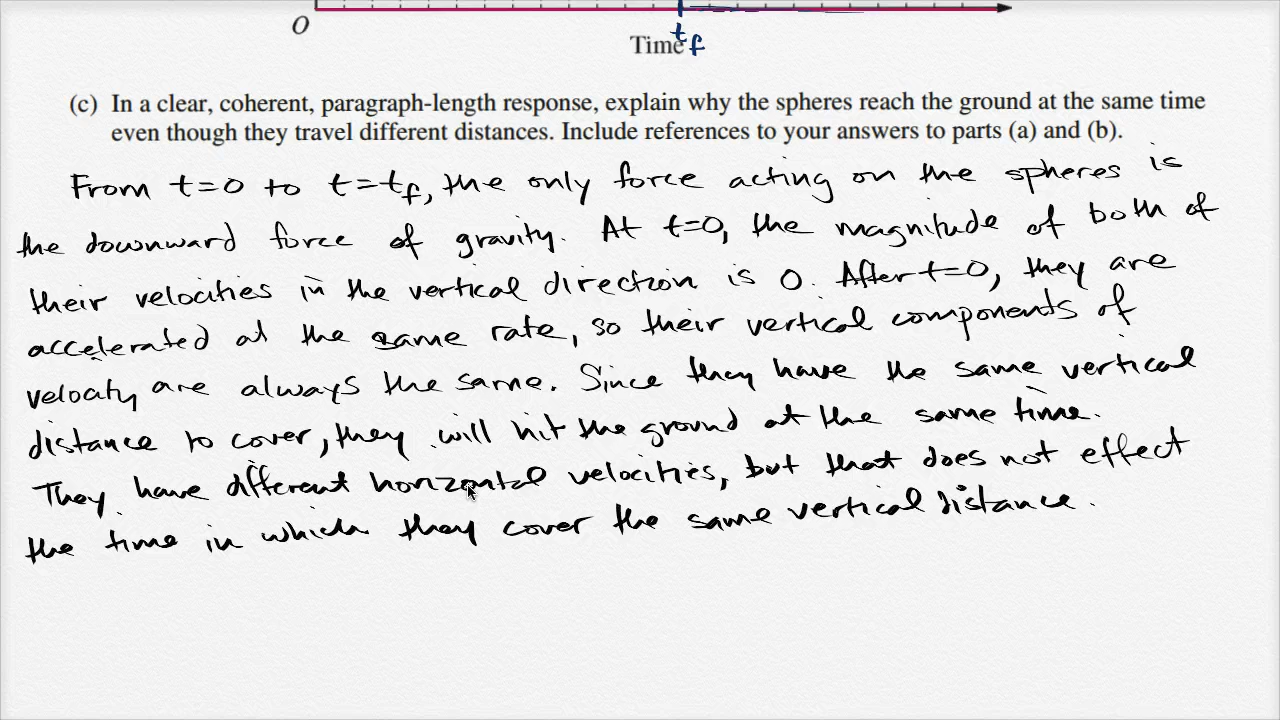 O
Time t f
(c) In a clear, coherent, paragraph-length response, explain why the spheres reach the ground at the same time
even though they travel different distances. Include references to your answers to parts (a) and (b).
From t=0 to t=tf, the only force acting on the spheres is
the downward force of gravity. At t=0, the magnitude of both of
their velocities in the vertical direction is 0. After t=0, they are
accelerated at the same rate, so their vertical components of
velocity are always the same. Since they have the same vertical
distance to cover, they will hit the ground at the same time.
They have different horizontal velocities, but that does not effect
the time in which they cover the same vertical distance.